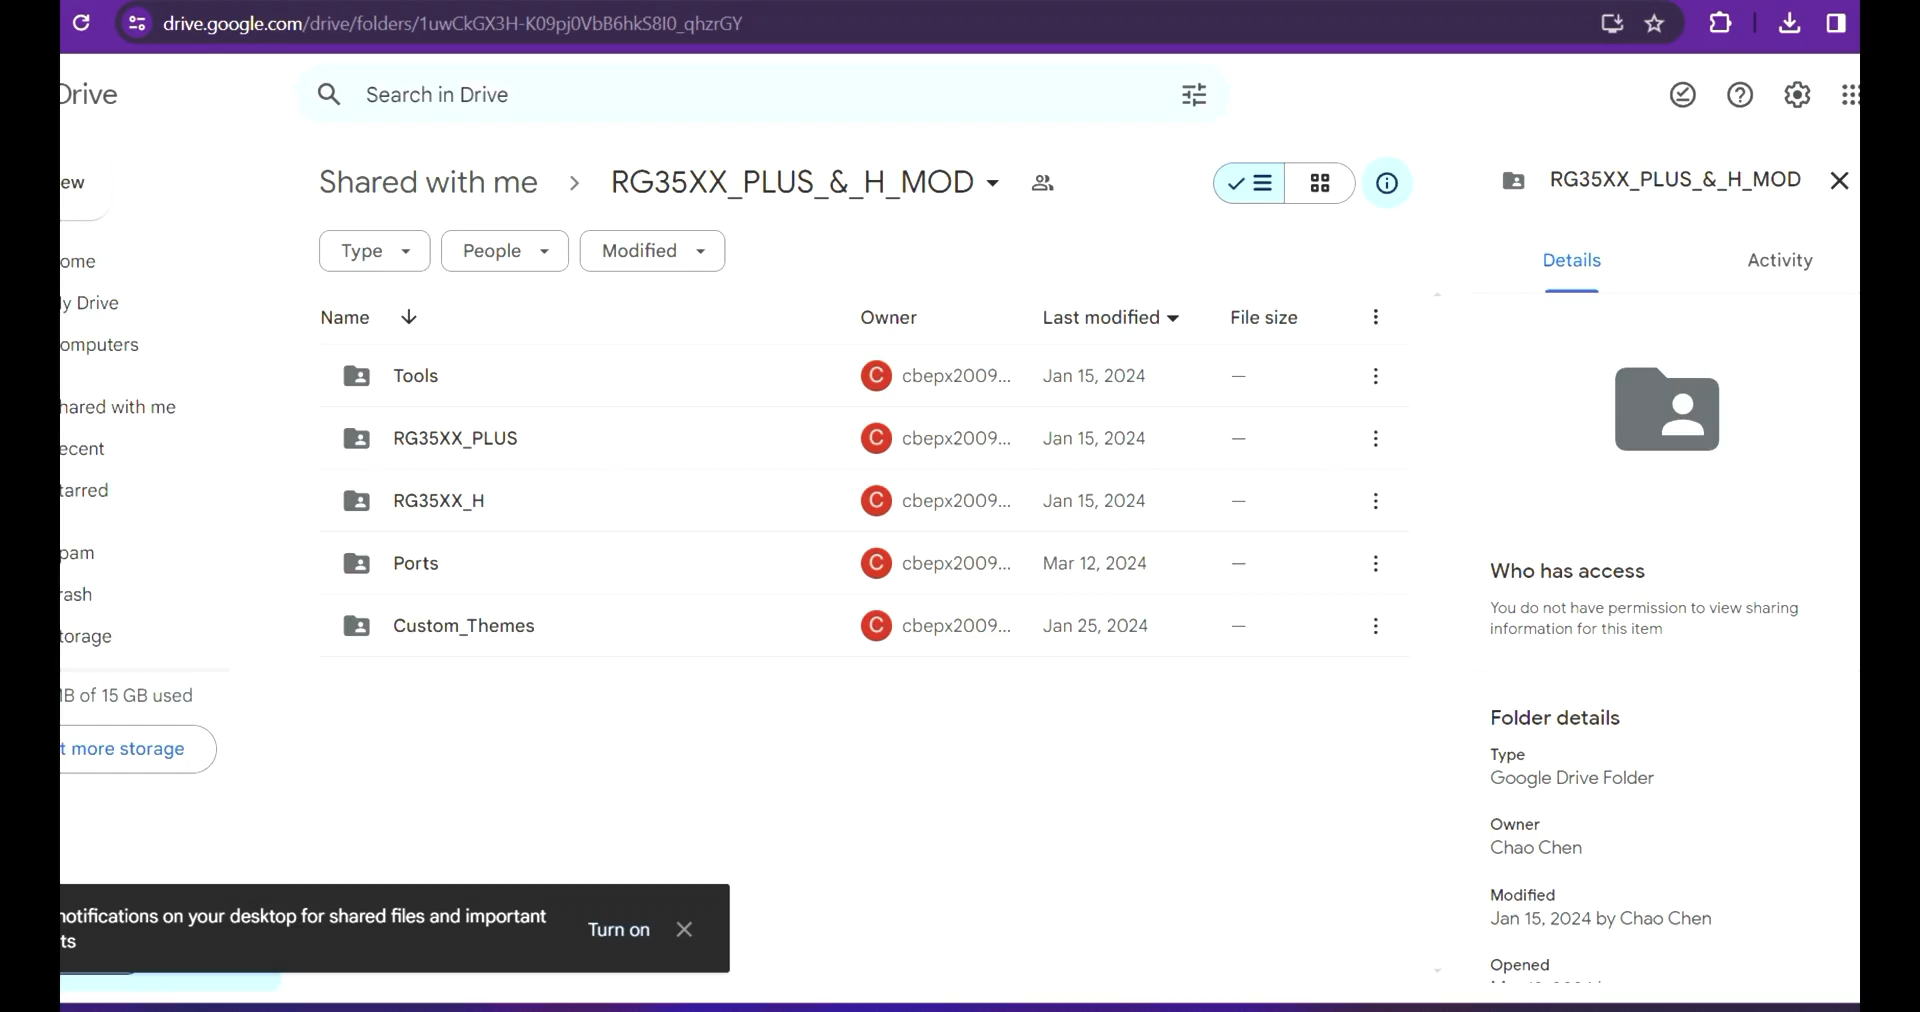 drive.google.com/drive/folders/1uwCkGX3H-K09pj0VbB6hkS8I0_qhzrGY
Drive
Search in Drive
ew
ome
ly Drive
omputers
hared with me
ecent
tarred
pam
rash
torage
MB of 15 GB used
t more storage
Shared with me > RG35XX_PLUS_&_H_MOD
Type People Modified
Name Owner Last modified File size
Tools C cbepx2009... Jan 15, 2024 —
RG35XX_PLUS C cbepx2009... Jan 15, 2024 —
RG35XX_H C cbepx2009... Jan 15, 2024 —
Ports C cbepx2009... Mar 12, 2024 —
Custom_Themes C cbepx2009... Jan 25, 2024 —
notifications on your desktop for shared files and important
ts
Turn on
RG35XX_PLUS_&_H_MOD
Details Activity
Who has access
You do not have permission to view sharing
information for this item
Folder details
Type
Google Drive Folder
Owner
Chao Chen
Modified
Jan 15, 2024 by Chao Chen
Opened